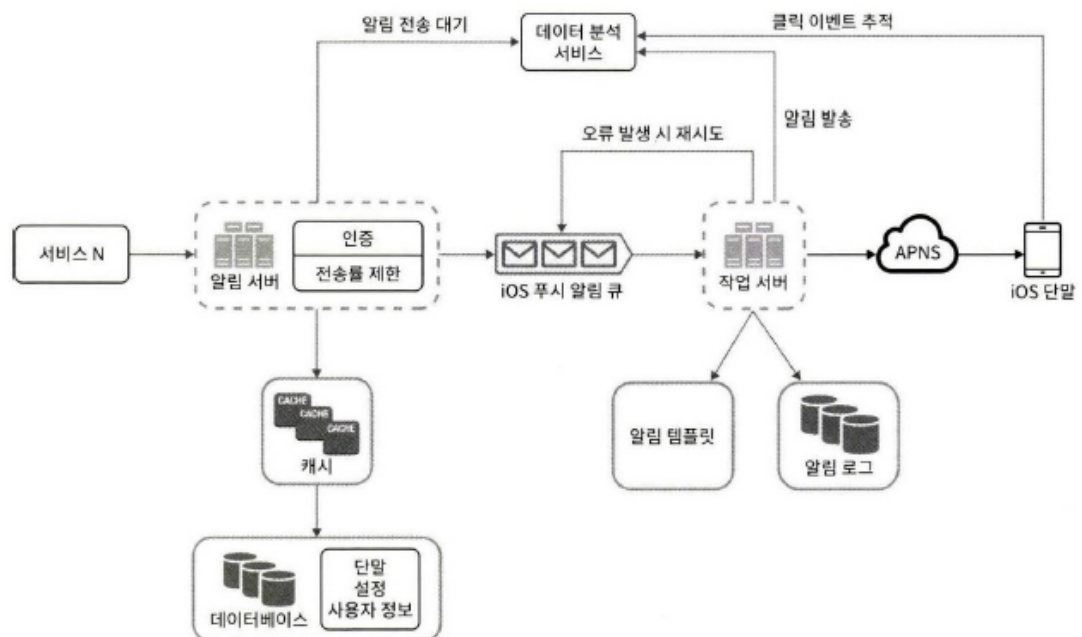 알림 전송 대기
클릭 이벤트 추적
데이터 분석
서비스
알림 발송
오류 발생 시 재시도
서비스 N
알림 서버
인증
전송률 제한
iOS 푸시 알림 큐
작업 서버
APNS
iOS 단말
CACHE
CACHE
CACHE
캐시
알림 템플릿
알림 로그
데이터베이스
단말
설정
사용자 정보